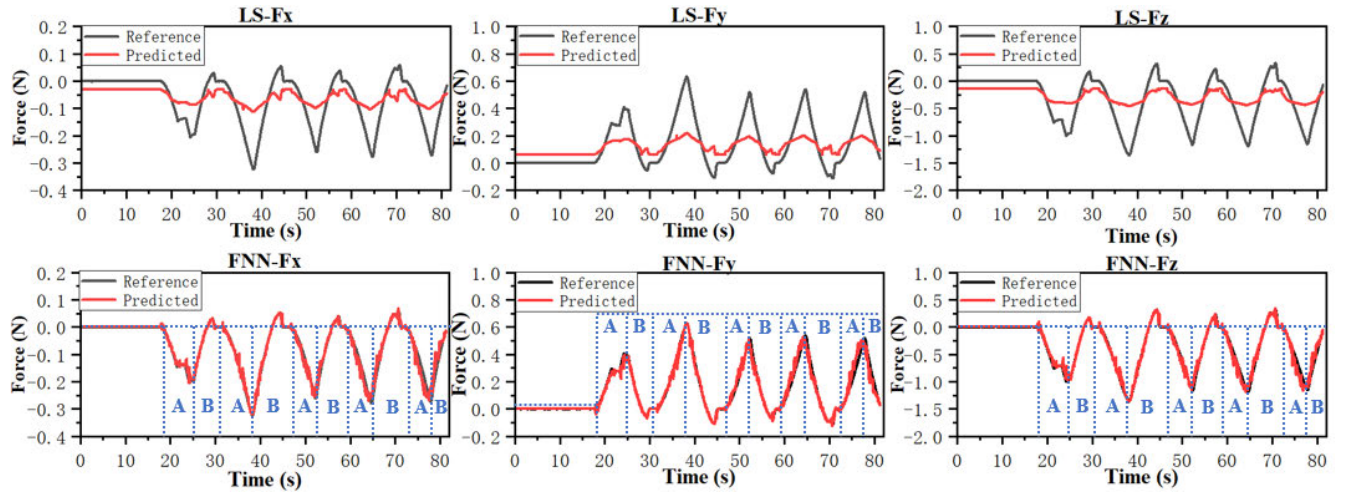 LS-Fx
Reference
Predicted
Force (N)
0.2
0.1
0.0
-0.1
-0.2
-0.3
-0.4
0 10 20 30 40 50 60 70 80
Time (s)
LS-Fy
Reference
Predicted
Force (N)
1.0
0.8
0.6
0.4
0.2
0.0
-0.2
0 10 20 30 40 50 60 70 80
Time (s)
LS-Fz
Reference
Predicted
Force (N)
1.0
0.5
0.0
-0.5
-1.0
-1.5
-2.0
0 10 20 30 40 50 60 70 80
Time (s)
FNN-Fx
Reference
Predicted
Force (N)
0.2
0.1
0.0
-0.1
-0.2
-0.3
-0.4
A B A B A B A B A B
0 10 20 30 40 50 60 70 80
Time (s)
FNN-Fy
Reference
Predicted
Force (N)
1.0
0.8
0.6
0.4
0.2
0.0
-0.2
A B A B A B A B A B
0 10 20 30 40 50 60 70 80
Time (s)
FNN-Fz
Reference
Predicted
Force (N)
1.0
0.5
0.0
-0.5
-1.0
-1.5
-2.0
A B A B A B A B A B
0 10 20 30 40 50 60 70 80
Time (s)